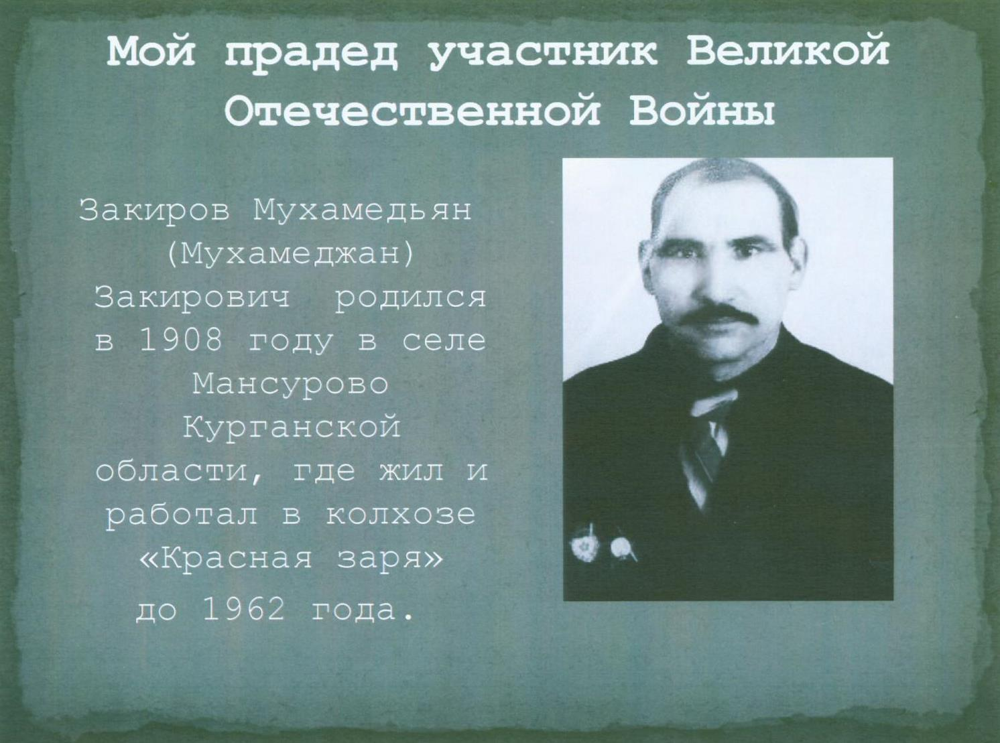 Мой прадед участник Великой
Отечественной Войны
Закиров Мухамедьян
(Мухамеджан)
Закирович родился
в 1908 году в селе
Мансурово
Курганской
области, где жил и
работал в колхозе
«Красная заря»
до 1962 года.